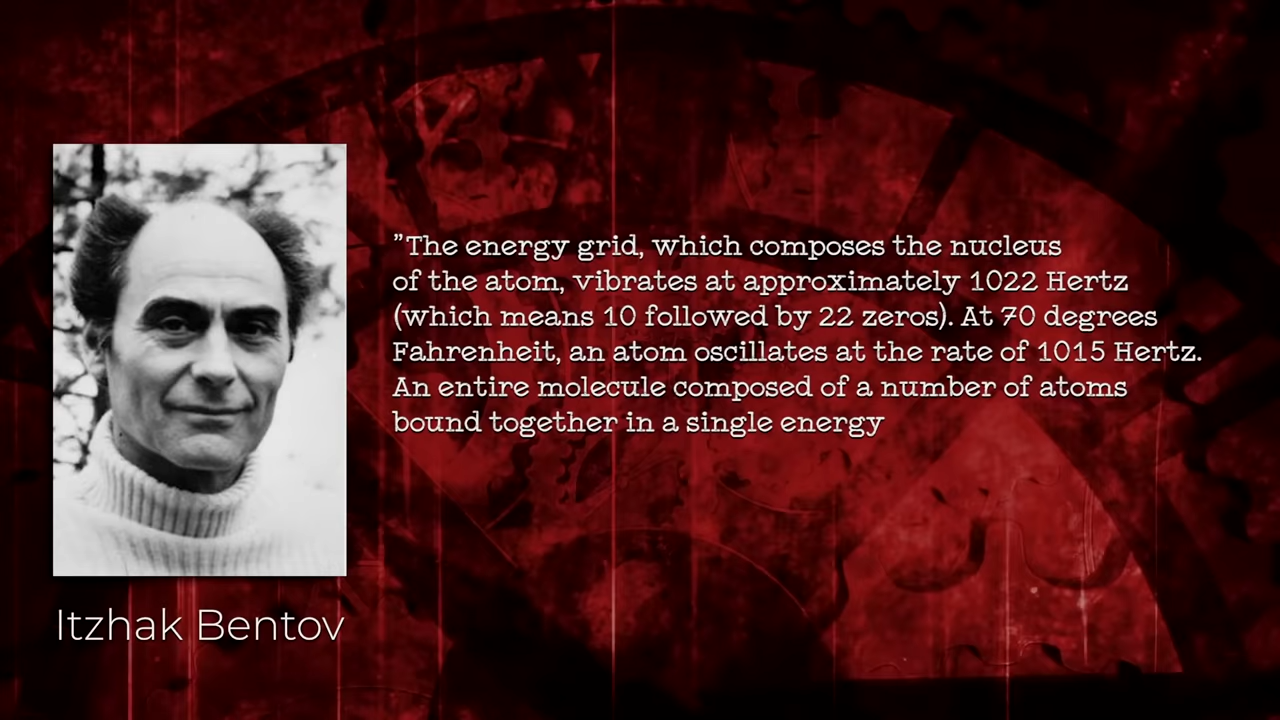 ”The energy grid, which composes the nucleus
of the atom, vibrates at approximately 1022 Hertz
(which means 10 followed by 22 zeros). At 70 degrees
Fahrenheit, an atom oscillates at the rate of 1015 Hertz.
An entire molecule composed of a number of atoms
bound together in a single energy
Itzhak Bentov